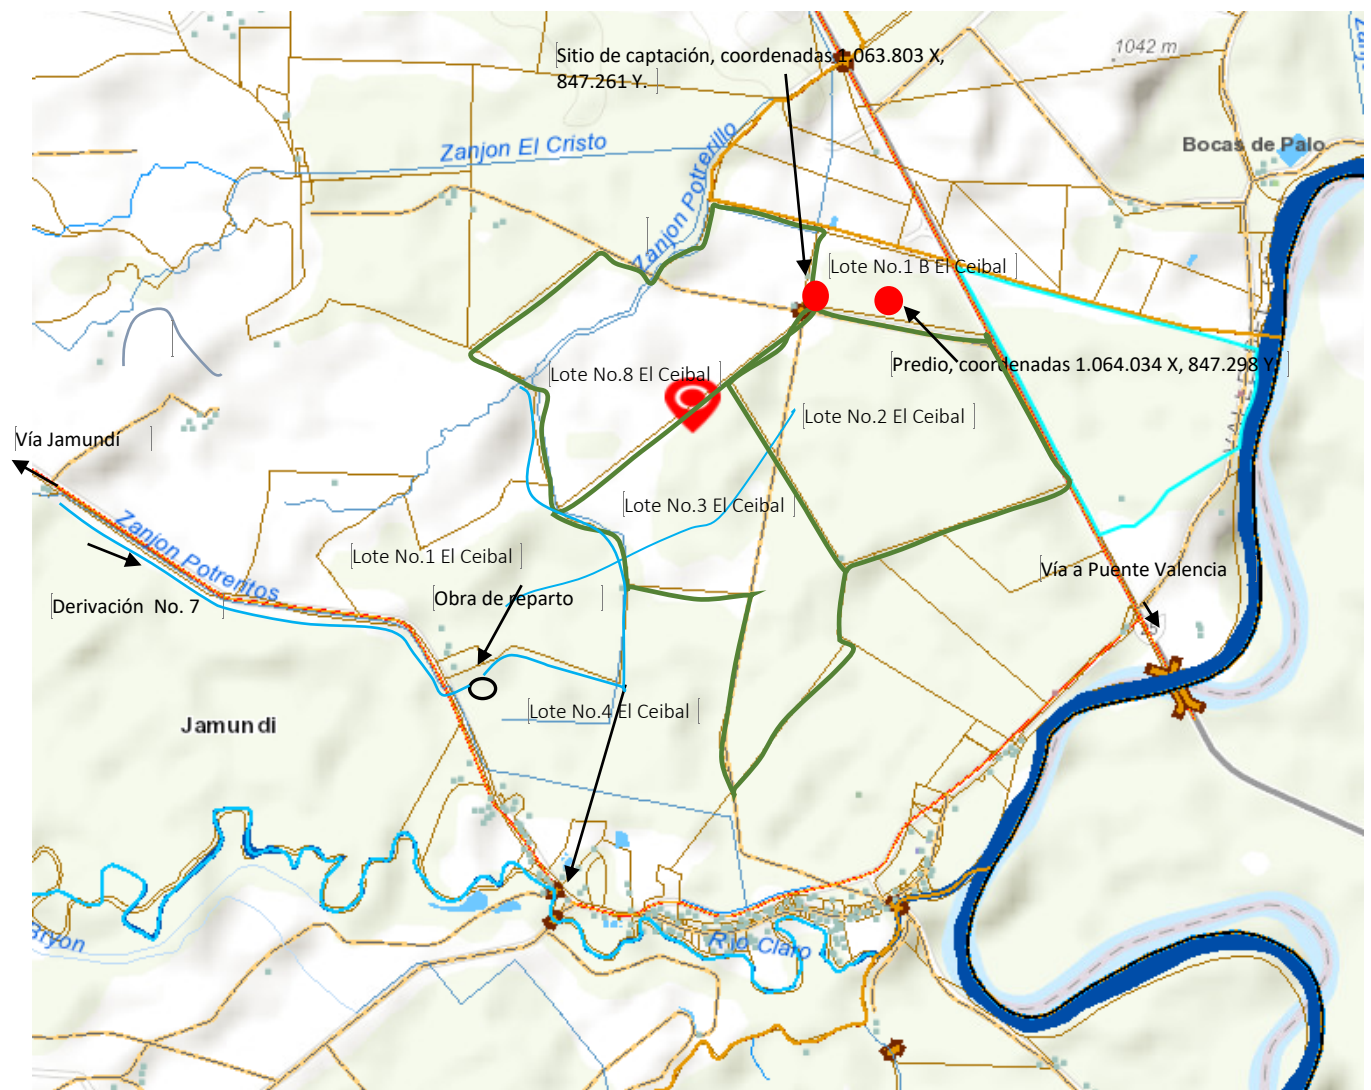 1042 m
Sitio de captación, coordenadas 1.063.803 X,
847.261 Y.
Zanjon El Cristo
Zanjon Potrerillo
Bocas de Palo
Lote No.1 B El Ceibal
Predio, coordenadas 1.064.034 X, 847.298 Y.
Lote No.8 El Ceibal
Lote No.2 El Ceibal
Vía Jamundí
Lote No.3 El Ceibal
Zanjon Potreritos
Lote No.1 El Ceibal
Vía a Puente Valencia
Obra de reparto
Derivación No. 7
25
Lote No.4 El Ceibal
Jamundi
Rio Claro